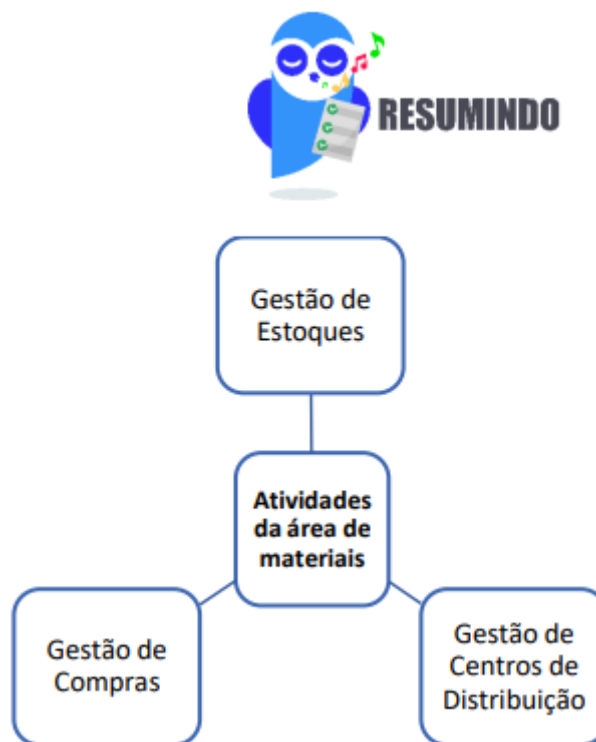 RESUMINDO
Gestão de
Estoques
Atividades
da área de
materiais
Gestão de
Compras
Gestão de
Centros de
Distribuição